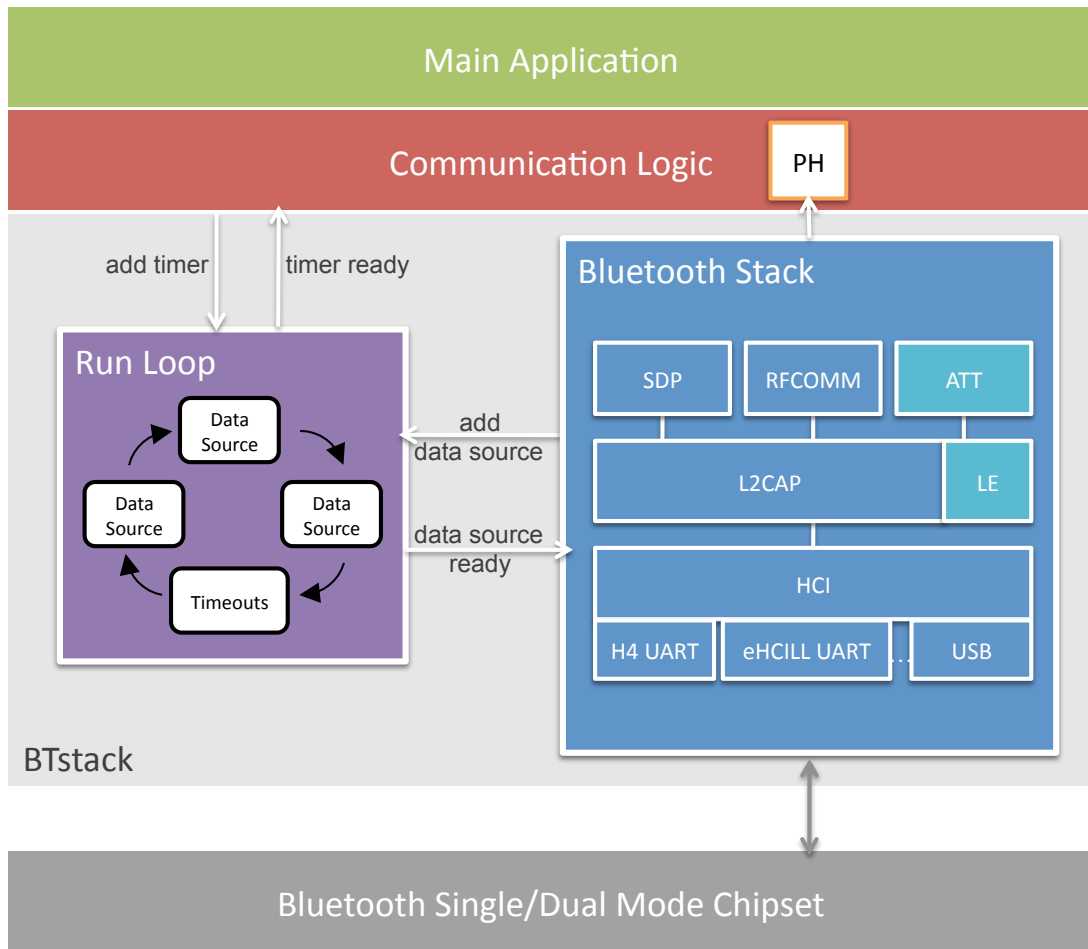 Main Application
Communication Logic
PH
add timer
timer ready
Bluetooth Stack
Run Loop
SDP
RFCOMM
ATT
Data
Source
add
data source
Data
Source
Data
Source
L2CAP
LE
data source
ready
Timeouts
HCI
H4 UART
eHCILL UART
...
USB
BTstack
Bluetooth Single/Dual Mode Chipset